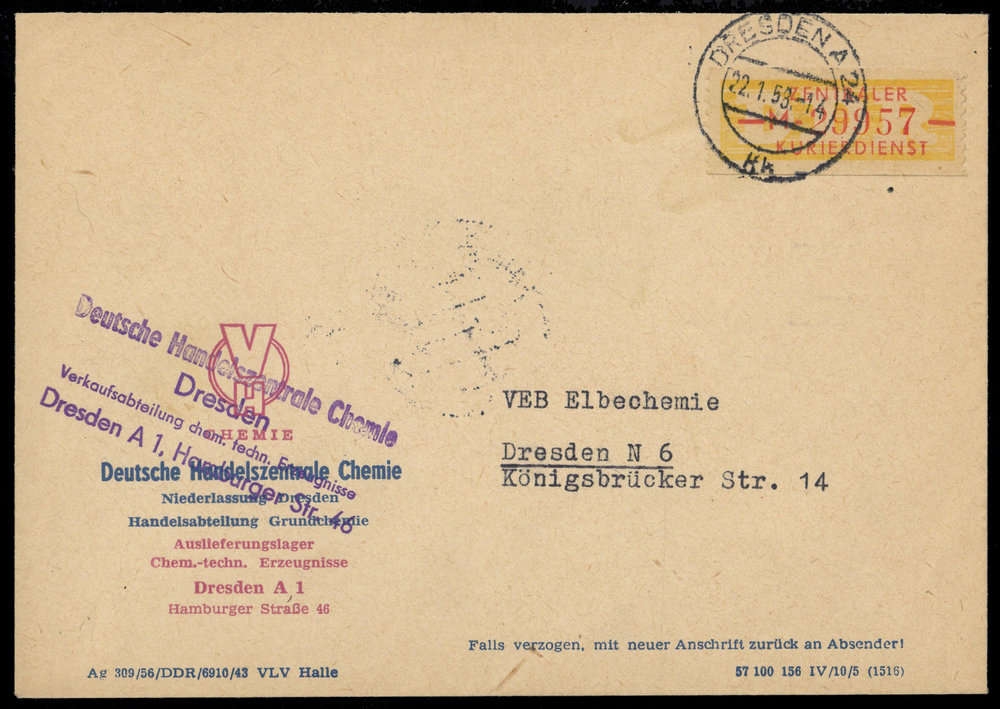 DRESDEN A 24
22.1.58.-14
kk
ZENTRALER
M- 29957
KURIERDIENST
Deutsche Handelszentrale Chemie
Dresden
Verkaufsabteilung chem. techn. Erzeugnisse
Dresden A 1, Hamburger Str. 46
V
H
CHEMIE
Deutsche Handelszentrale Chemie
Niederlassung Dresden
Handelsabteilung Grundchemie
Auslieferungslager
Chem.-techn. Erzeugnisse
Dresden A 1
Hamburger Straße 46
VEB Elbechemie
Dresden N 6
Königsbrücker Str. 14
Falls verzogen, mit neuer Anschrift zurück an Absender!
Ag 309/56/DDR/6910/43 VLV Halle
57 100 156 IV/10/5 (1516)